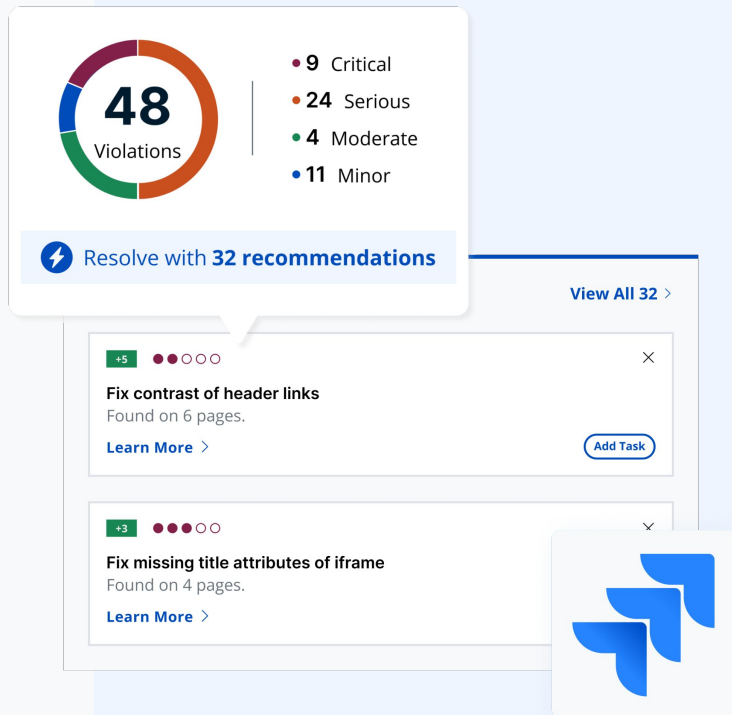 48
Violations
9 Critical
24 Serious
4 Moderate
11 Minor
Resolve with 32 recommendations
View All 32
+5
Fix contrast of header links
Found on 6 pages.
Learn More
Add Task
+3
Fix missing title attributes of iframe
Found on 4 pages.
Learn More